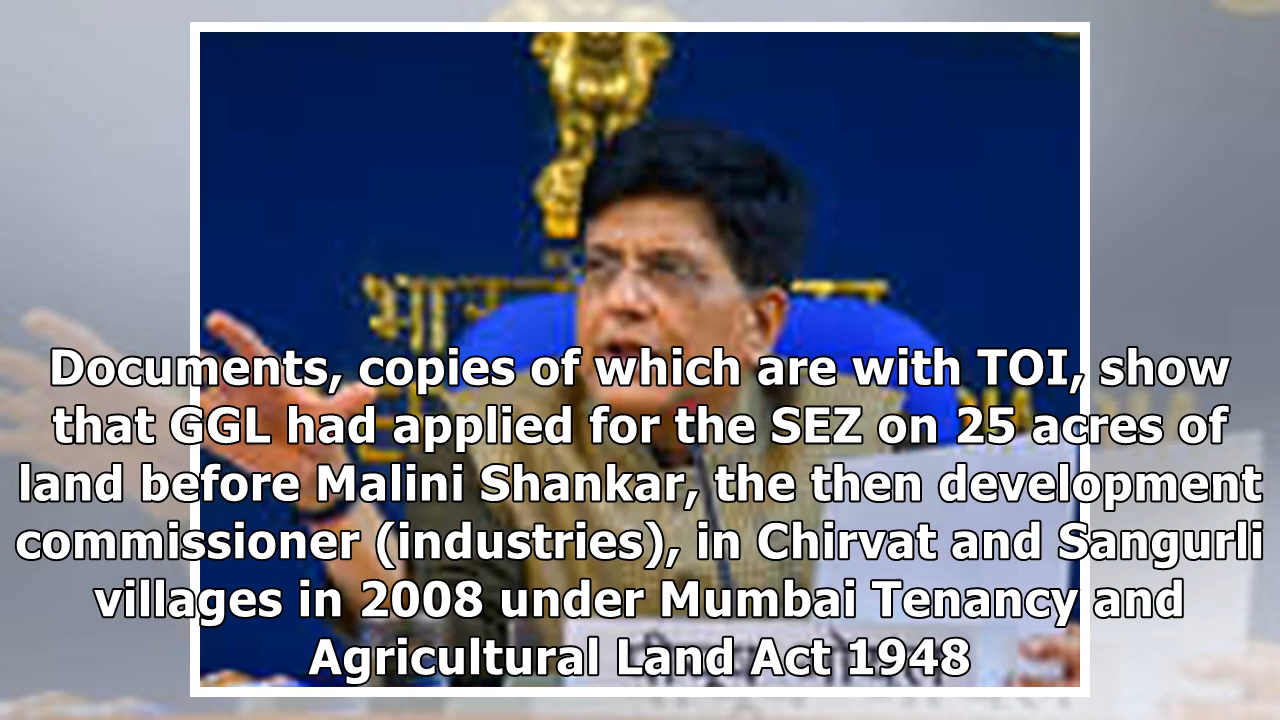 भारत
Documents, copies of which are with TOI, show
that GGL had applied for the SEZ on 25 acres of
land before Malini Shankar, the then development
commissioner (industries), in Chirvat and Sangurli
villages in 2008 under Mumbai Tenancy and
Agricultural Land Act 1948